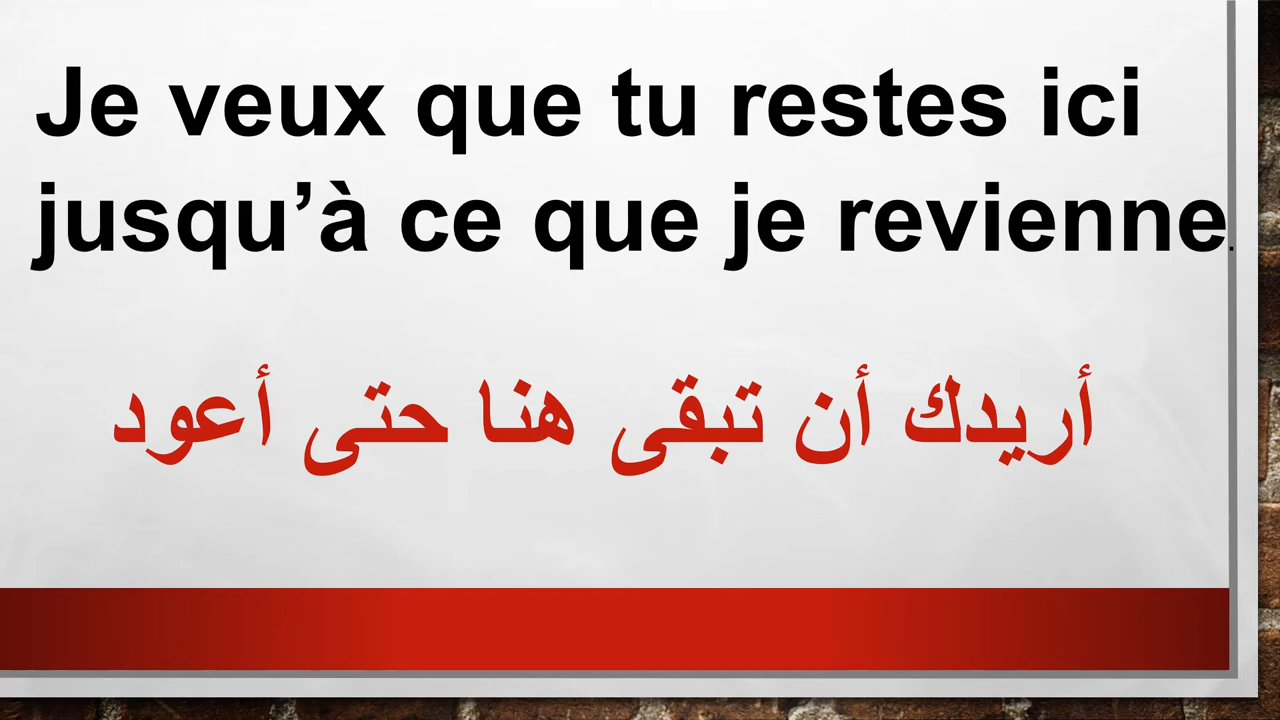 Je veux que tu restes ici
jusqu’à ce que je revienne.
أريدك أن تبقى هنا حتى أعود